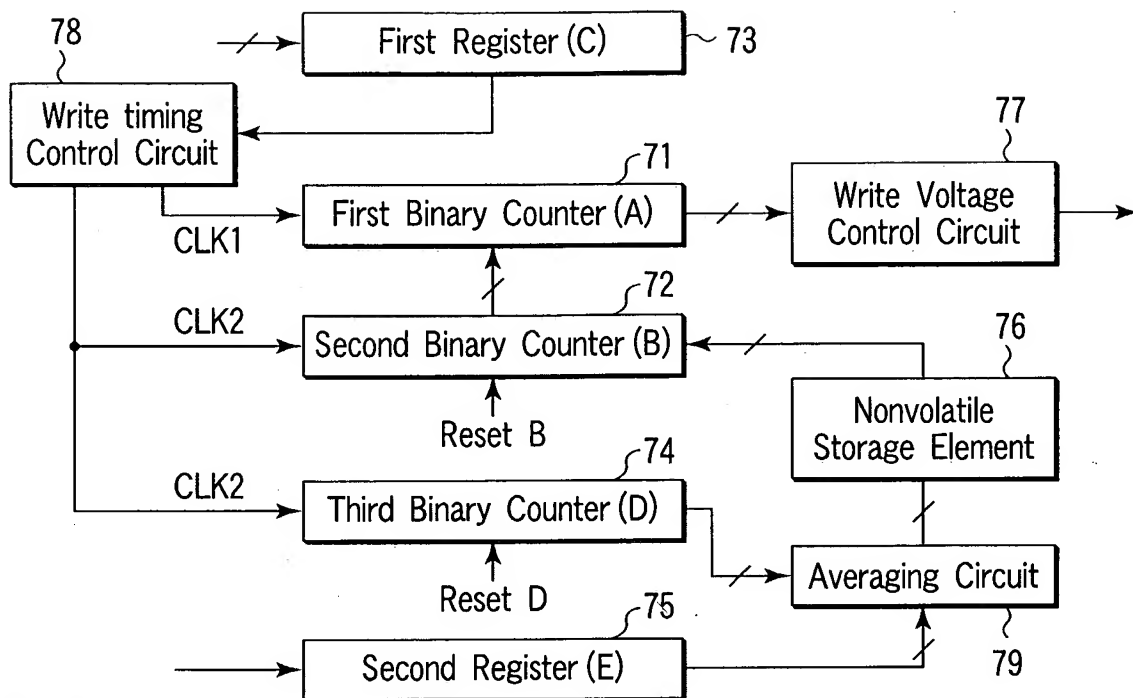 78
First Register (C)
73
Write timing
Control Circuit
77
71
First Binary Counter (A)
Write Voltage
Control Circuit
CLK1
72
CLK2
Second Binary Counter (B)
76
Reset B
Nonvolatile
Storage Element
74
CLK2
Third Binary Counter (D)
Averaging Circuit
Reset D
75
79
Second Register (E)